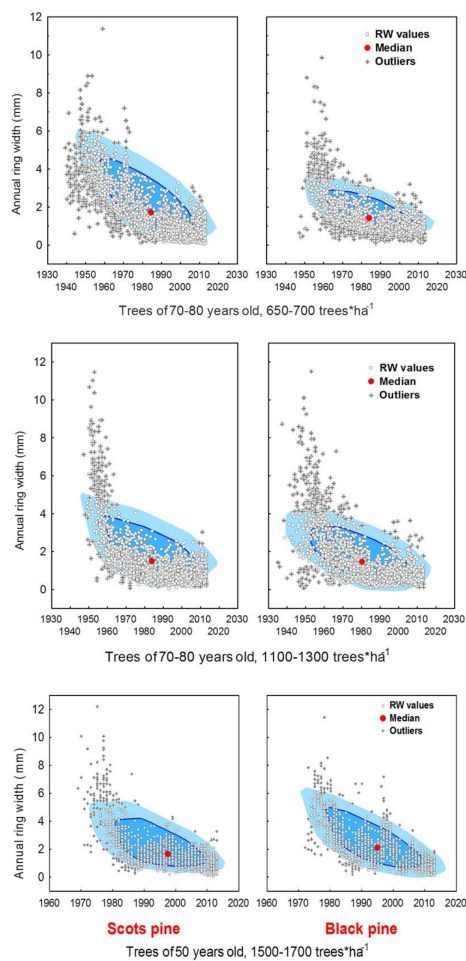 12
10
8
6
4
2
0
Annual ring width (mm)
RW values
Median
Outliers
1930 1950 1970 1990 2010 2030
1940 1960 1980 2000 2020
1930 1950 1970 1990 2010 2030
1940 1960 1980 2000 2020
Trees of 70-80 years old, 650-700 trees*ha-1
12
10
8
6
4
2
0
Annual ring width (mm)
RW values
Median
Outliers
1930 1950 1970 1990 2010 2030
1940 1960 1980 2000 2020
1930 1950 1970 1990 2010 2030
1940 1960 1980 2000 2020
Trees of 70-80 years old, 1100-1300 trees*ha-1
12
10
8
6
4
2
0
Annual ring width (mm)
RW values
Median
Outliers
RW values
Median
Outliers
1960 1970 1980 1990 2000 2010 2020
1960 1970 1980 1990 2000 2010 2020
Scots pine Black pine
Trees of 50 years old, 1500-1700 trees*ha-1